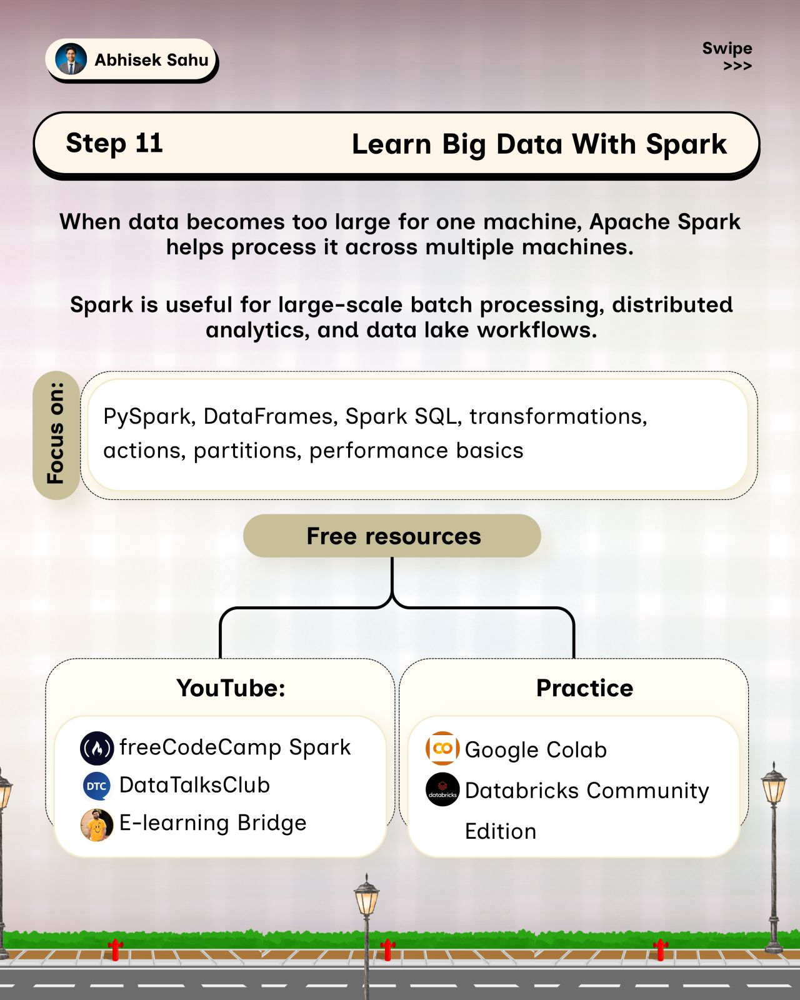 Abhisek Sahu
Swipe
>>>
Step 11
Learn Big Data With Spark
When data becomes too large for one machine, Apache Spark
helps process it across multiple machines.
Spark is useful for large-scale batch processing, distributed
analytics, and data lake workflows.
Focus on:
PySpark, DataFrames, Spark SQL, transformations,
actions, partitions, performance basics
Free resources
YouTube:
freeCodeCamp Spark
DTC
DataTalksClub
E-learning Bridge
Practice
Google Colab
databricks
Databricks Community
Edition